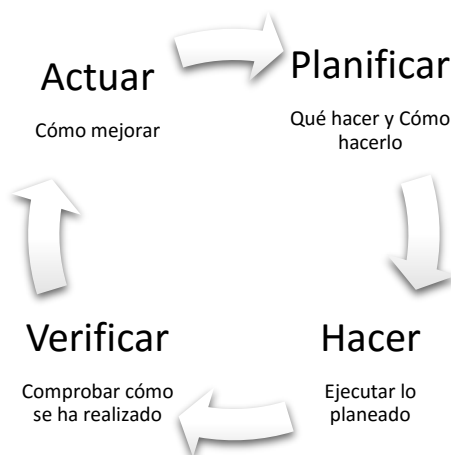 Actuar
Cómo mejorar
Planificar
Qué hacer y Cómo
hacerlo
Hacer
Ejecutar lo
planeado
Verificar
Comprobar cómo
se ha realizado